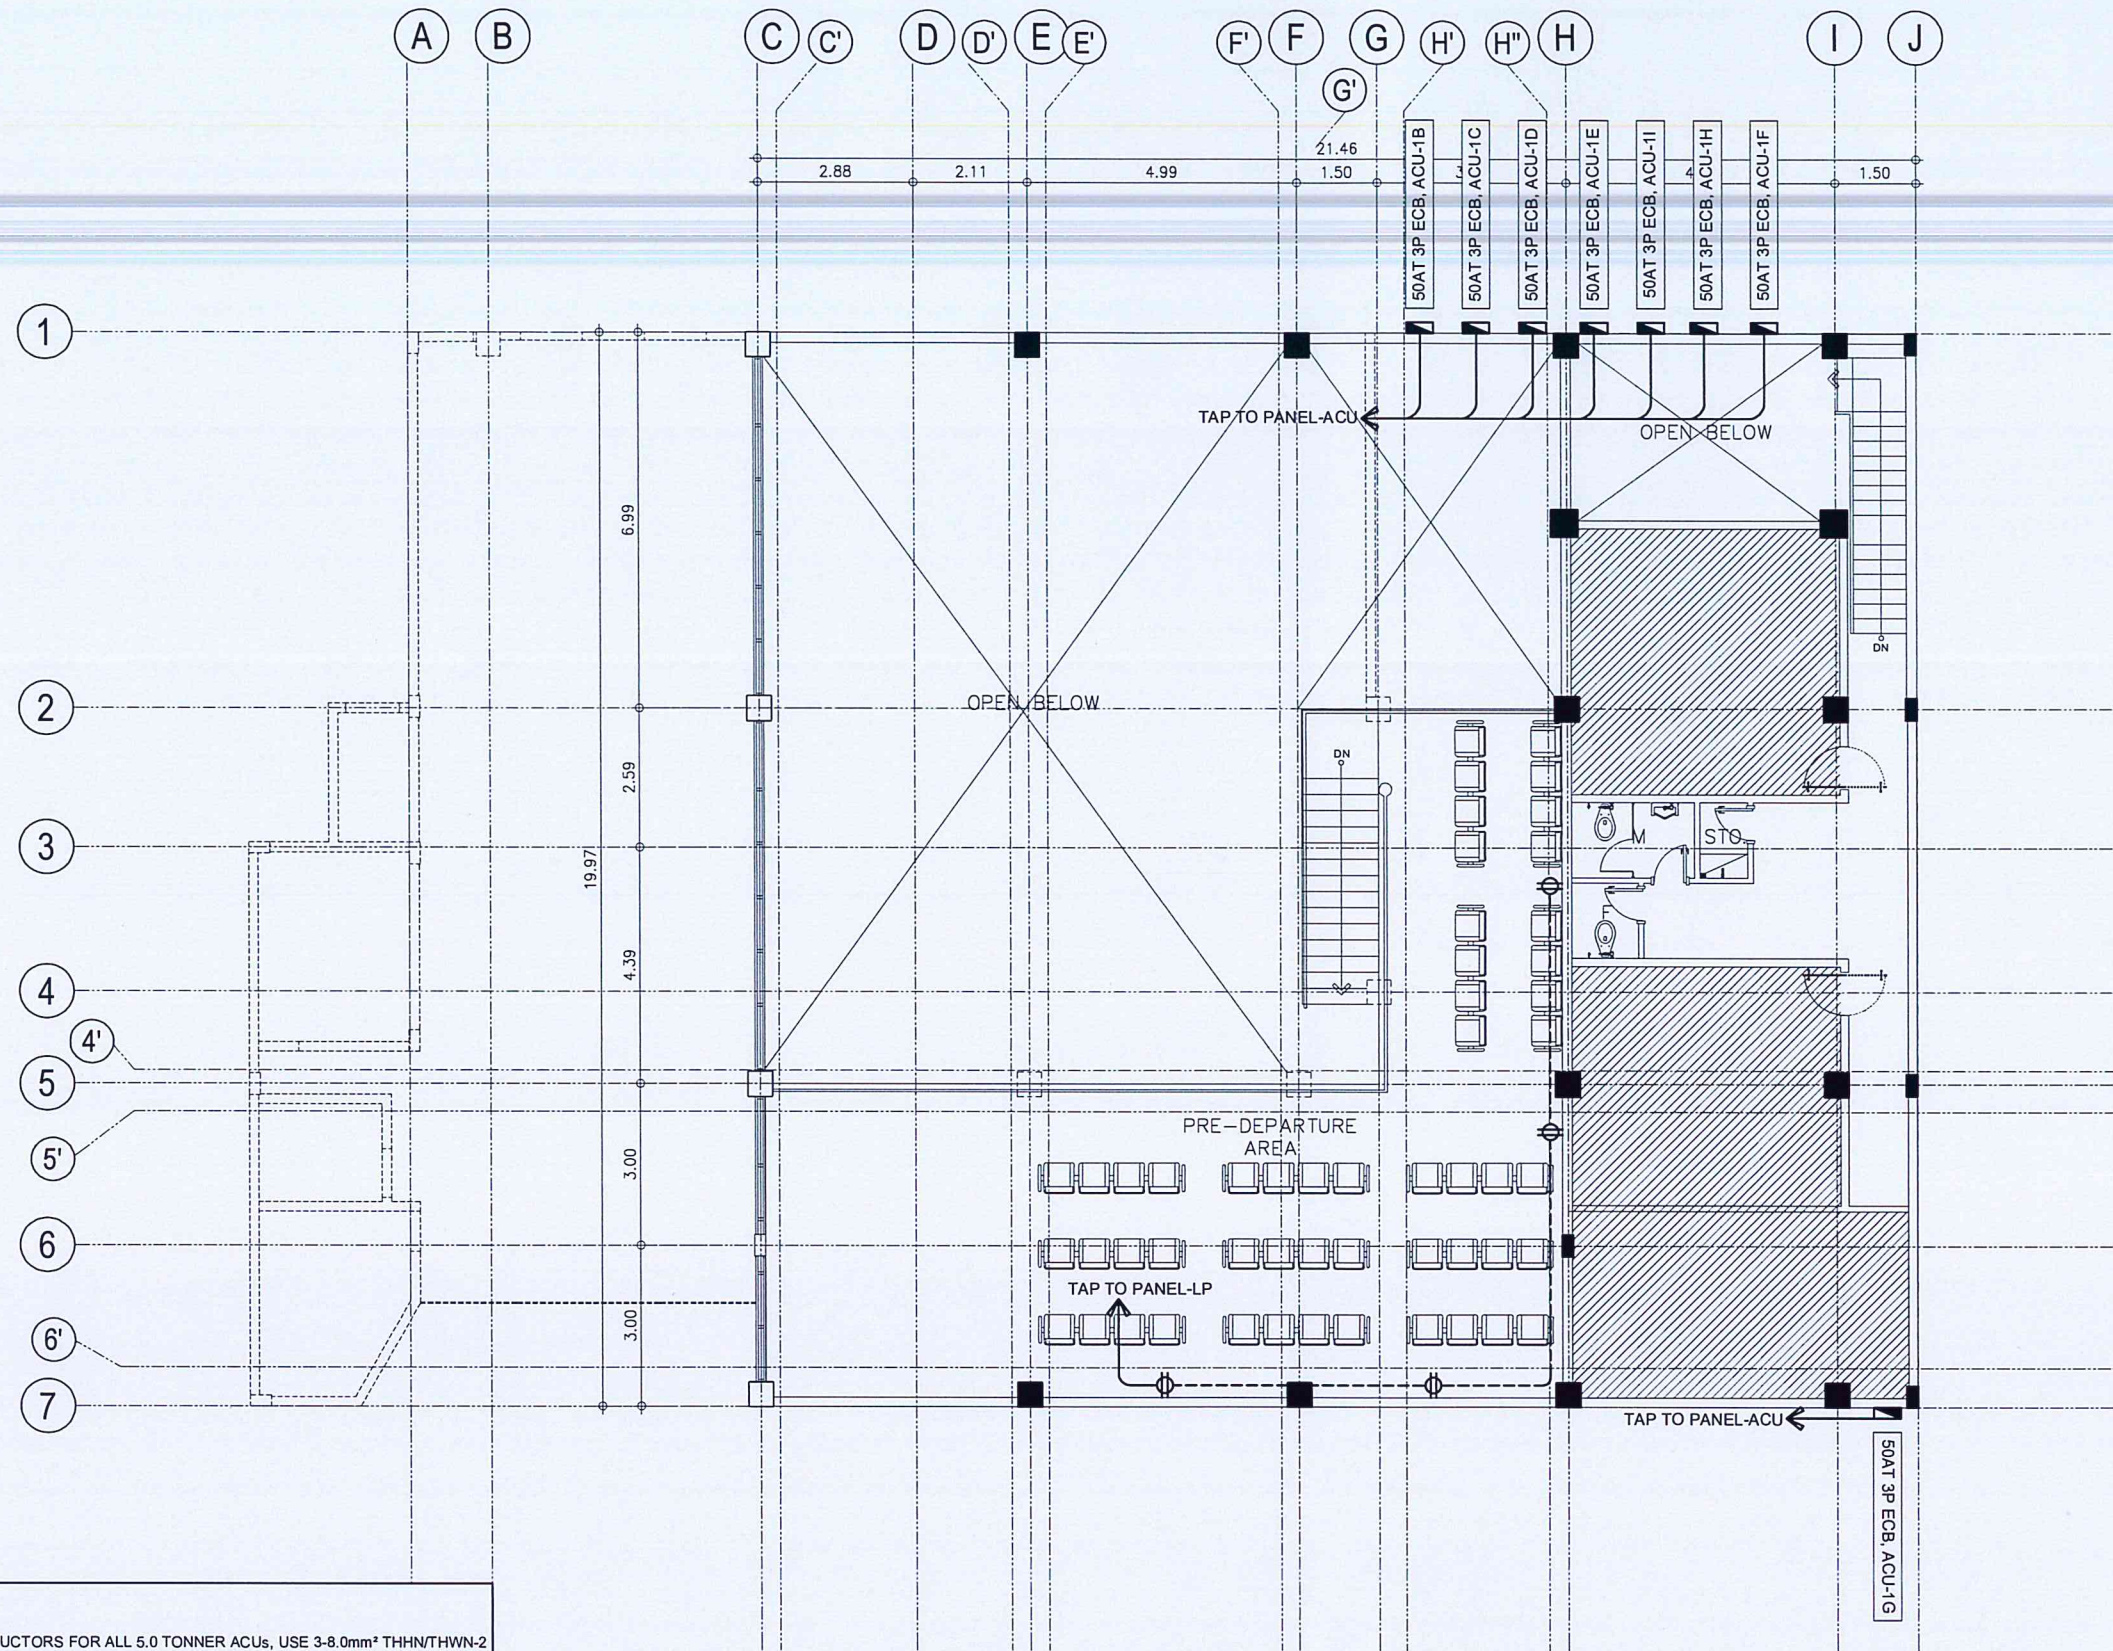 A B C C' D D' E E' F' F G H' H" H I J
G'
21.46
2.88 2.11 4.99 1.50 3 4 1.50
50AT 3P ECB, ACU-1B
50AT 3P ECB, ACU-1C
50AT 3P ECB, ACU-1D
50AT 3P ECB, ACU-1E
50AT 3P ECB, ACU-1I
50AT 3P ECB, ACU-1H
50AT 3P ECB, ACU-1F
1
TAP TO PANEL-ACU
OPEN BELOW
6.99
DN
2
OPEN BELOW
DN
2.59
3
M
STO.
19.97
F
4.39
4
4'
5
PRE-DEPARTURE
AREA
5'
3.00
6
TAP TO PANEL-LP
3.00
6'
7
TAP TO PANEL-ACU
50AT 3P ECB, ACU-1G
UCTORS FOR ALL 5.0 TONNER ACUs, USE 3-8.0mm² THHN/THWN-2